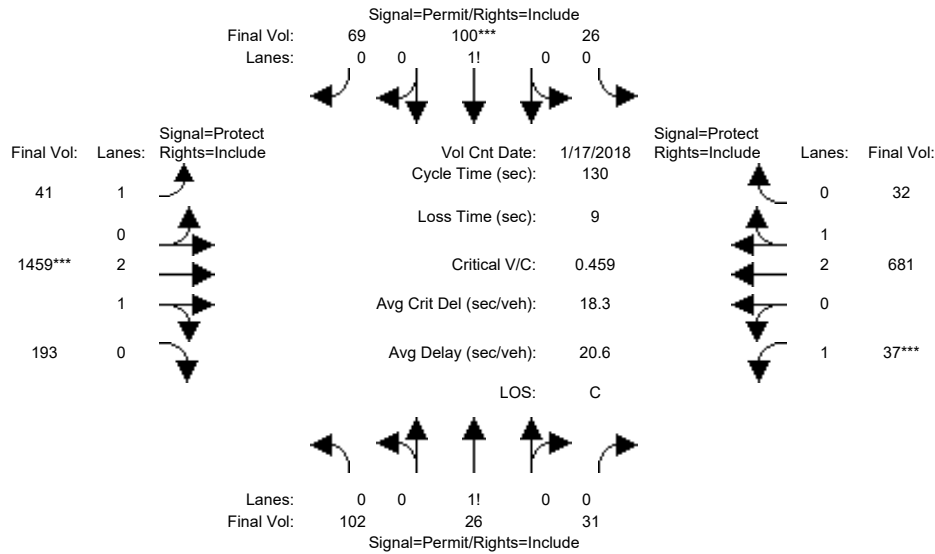 Signal=Permit/Rights=Include
Final Vol: 69 100*** 26
Lanes: 0 0 1! 0 0
Signal=Protect Signal=Protect
Final Vol: Lanes: Rights=Include Vol Cnt Date: 1/17/2018 Rights=Include Lanes: Final Vol:
Cycle Time (sec): 130
41 1 0 32
Loss Time (sec): 9
0 1
1459*** 2 Critical V/C: 0.459 2 681
1 Avg Crit Del (sec/veh): 18.3 0
193 0 Avg Delay (sec/veh): 20.6 1 37***
LOS: C
Lanes: 0 0 1! 0 0
Final Vol: 102 26 31
Signal=Permit/Rights=Include